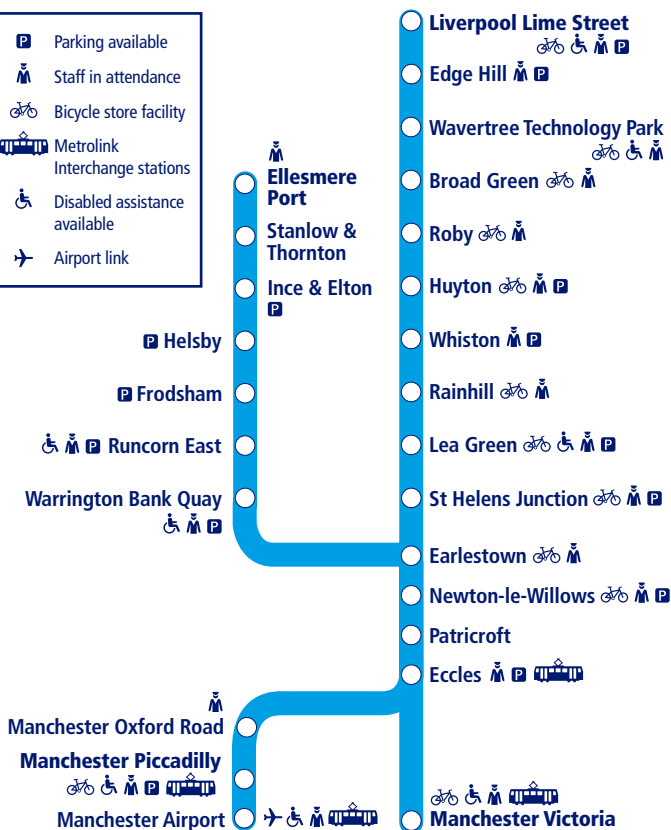 P Parking available
Staff in attendance
Bicycle store facility
Metrolink
Interchange stations
Disabled assistance
available
Airport link
Liverpool Lime Street
P
Edge Hill P
Wavertree Technology Park
Broad Green
Roby
Huyton P
Whiston P
Rainhill
Lea Green P
St Helens Junction P
Earlestown
Newton-le-Willows P
Patricroft
Eccles P
Manchester Victoria
Ellesmere
Port
Stanlow &
Thornton
Ince & Elton
P
P Helsby
P Frodsham
P Runcorn East
Warrington Bank Quay
P
Manchester Oxford Road
Manchester Piccadilly
P
Manchester Airport